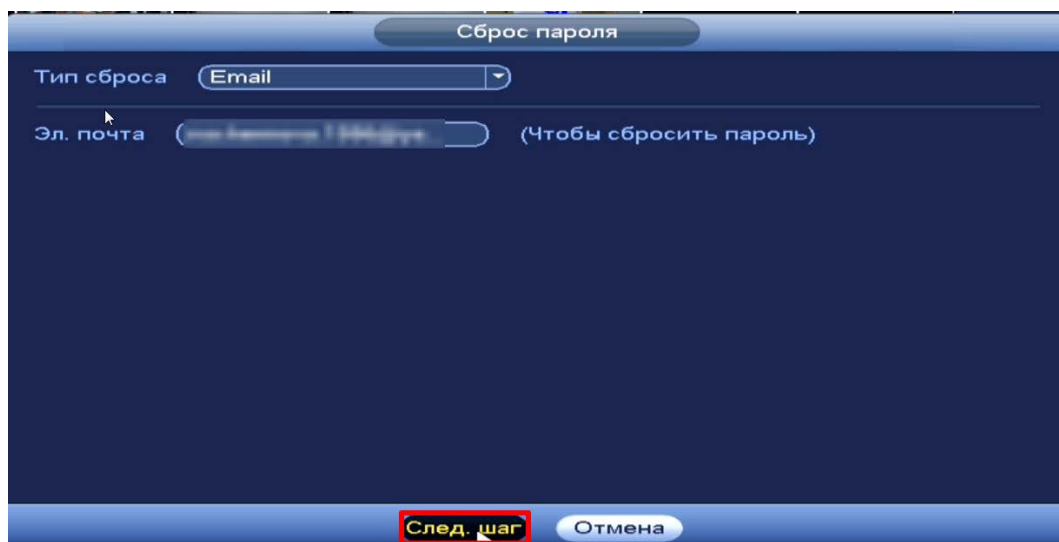 Сброс пароля
Тип сброса Email
Эл. почта (Чтобы сбросить пароль)
След. шаг Отмена